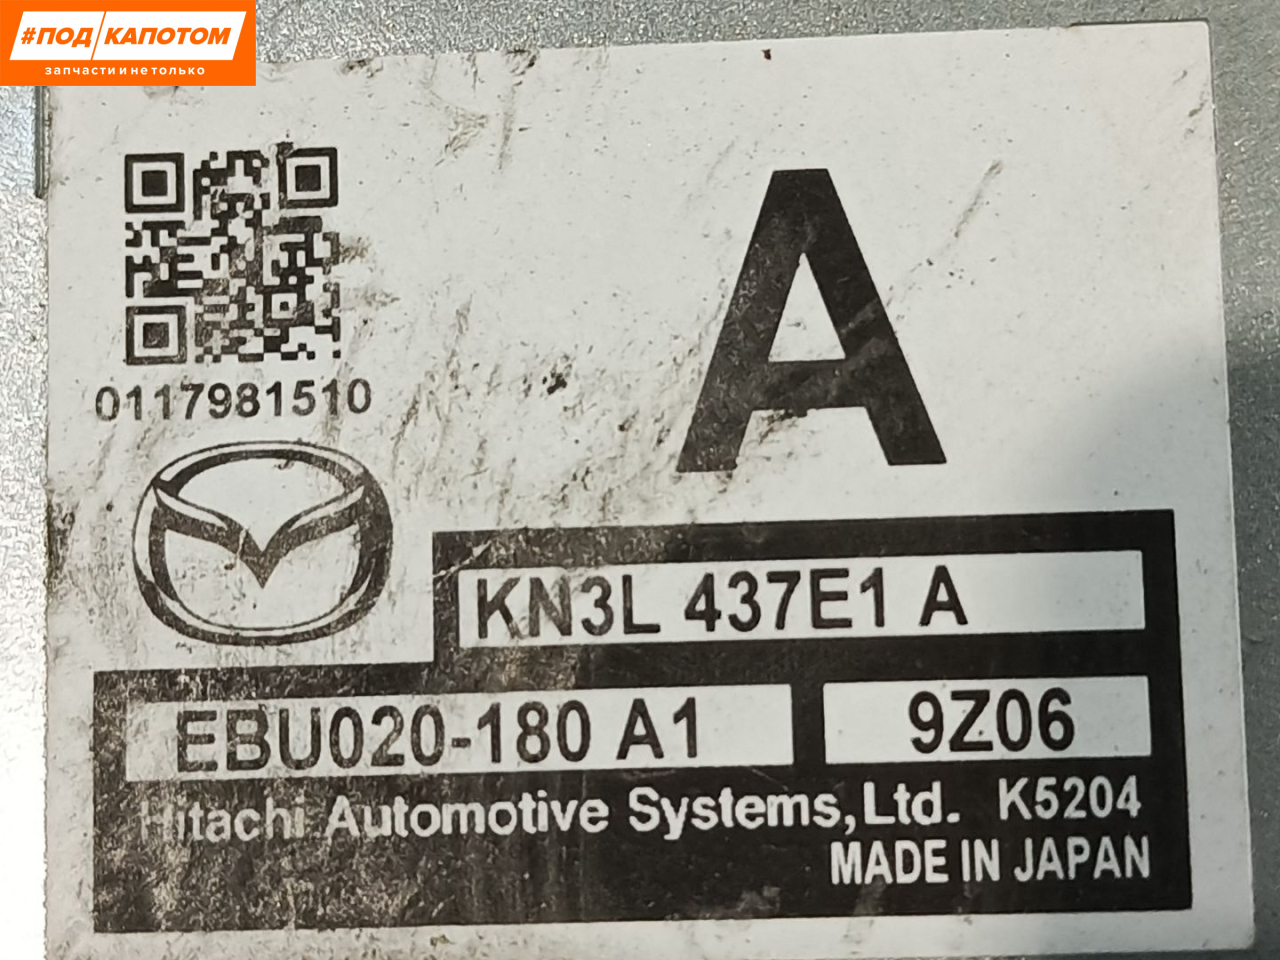 #ПОД КАПОТОМ
запчасти и не только
A
0117981510
KN3L 437E1 A
EBU020-180 A1 9Z06
Hitachi Automotive Systems,Ltd. K5204
MADE IN JAPAN